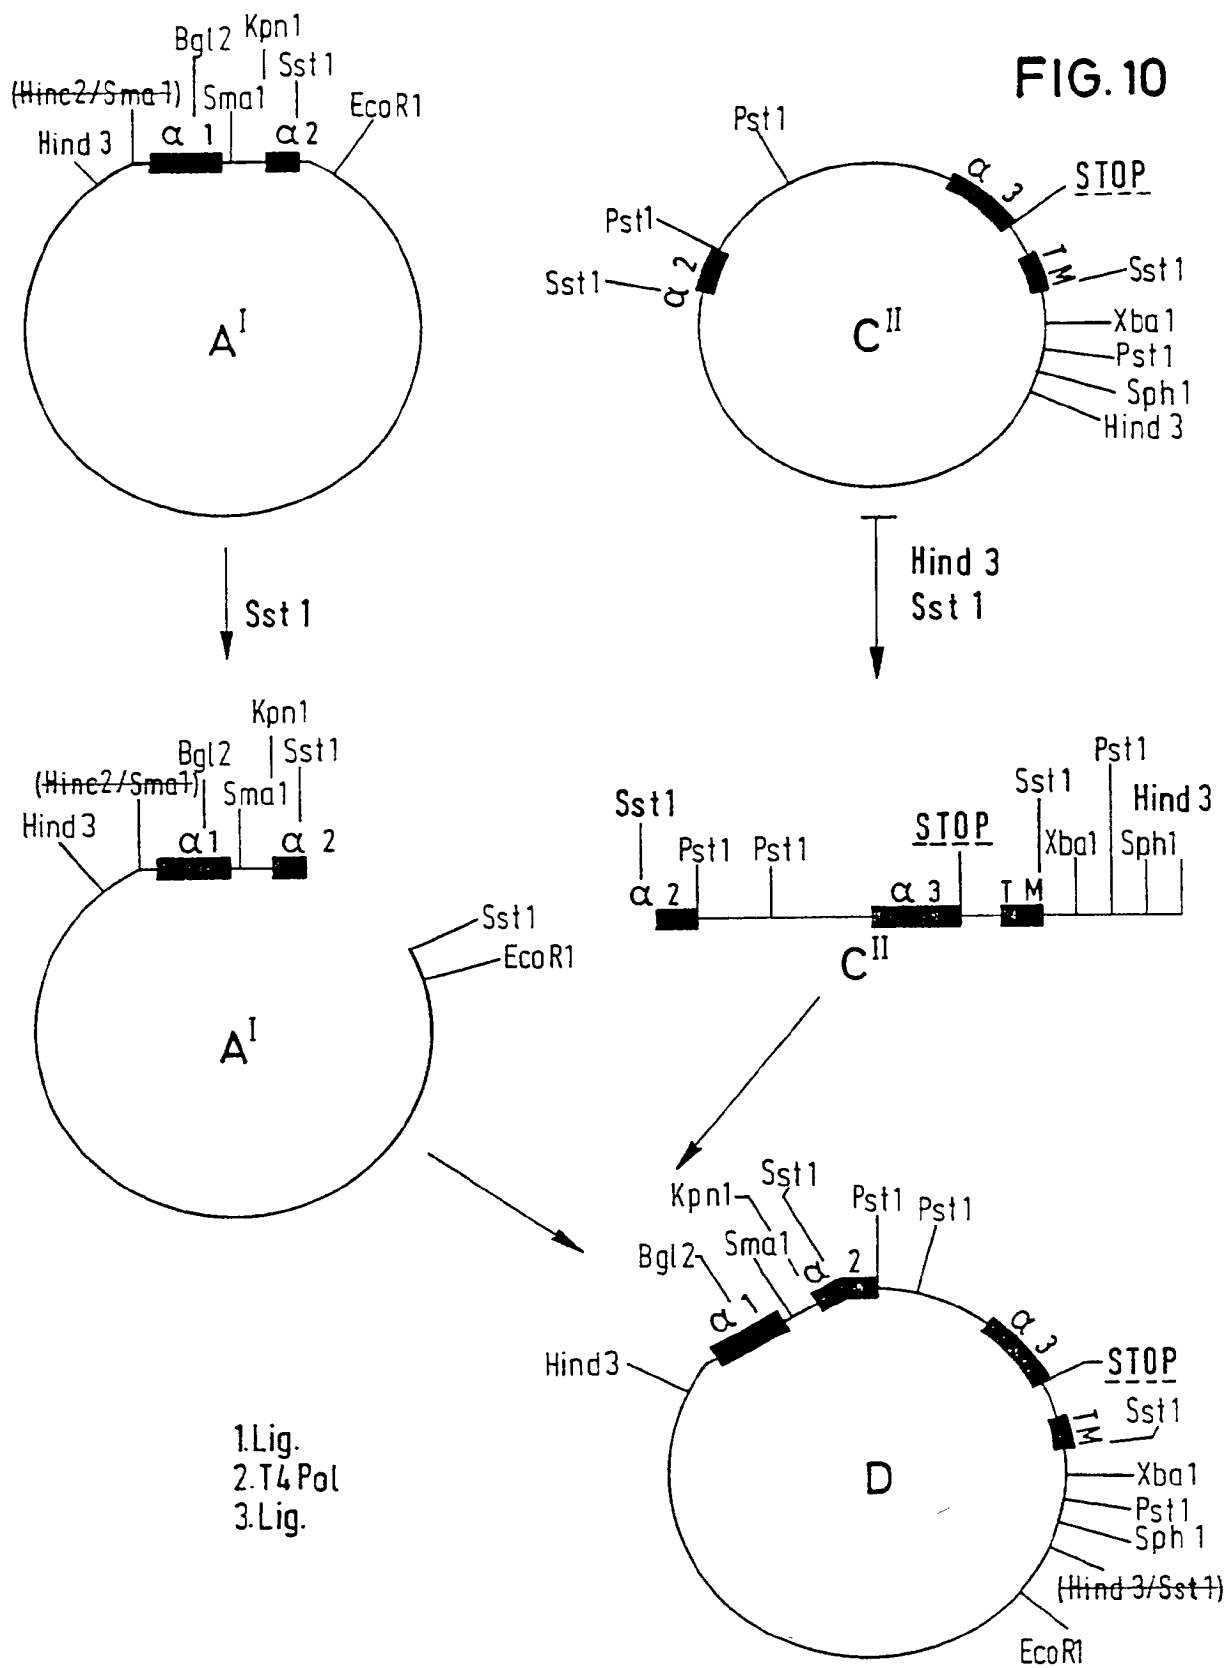 FIG. 10
Kpn1
Bgl2
Sst1
(Hinc2/Sma1)
Sma1
EcoR1
Hind 3
α 1
α 2
A^I
Pst1
α 3
STOP
Pst1
Sst1
α 2
TM
Sst1
Xba1
Pst1
Sph1
Hind 3
C^II
Sst 1
Hind 3
Sst 1
Kpn1
Bgl2
Sst1
(Hinc2/Sma1)
Sma1
Hind 3
α1
α 2
Sst1
EcoR1
A^I
Pst1
Sst1
Hind 3
Sst1
STOP
Pst1
Pst1
Xba1
Sph1
α 2
α 3
TM
C^II
Sst1
Kpn1
Pst1
Pst1
Sma1
Bgl2
α 1
α 2
α 3
Hind3
STOP
TM
Sst1
Xba1
Pst1
Sph 1
(Hind 3/Sst1)
EcoR1
D
1.Lig.
2.T4Pol
3.Lig.